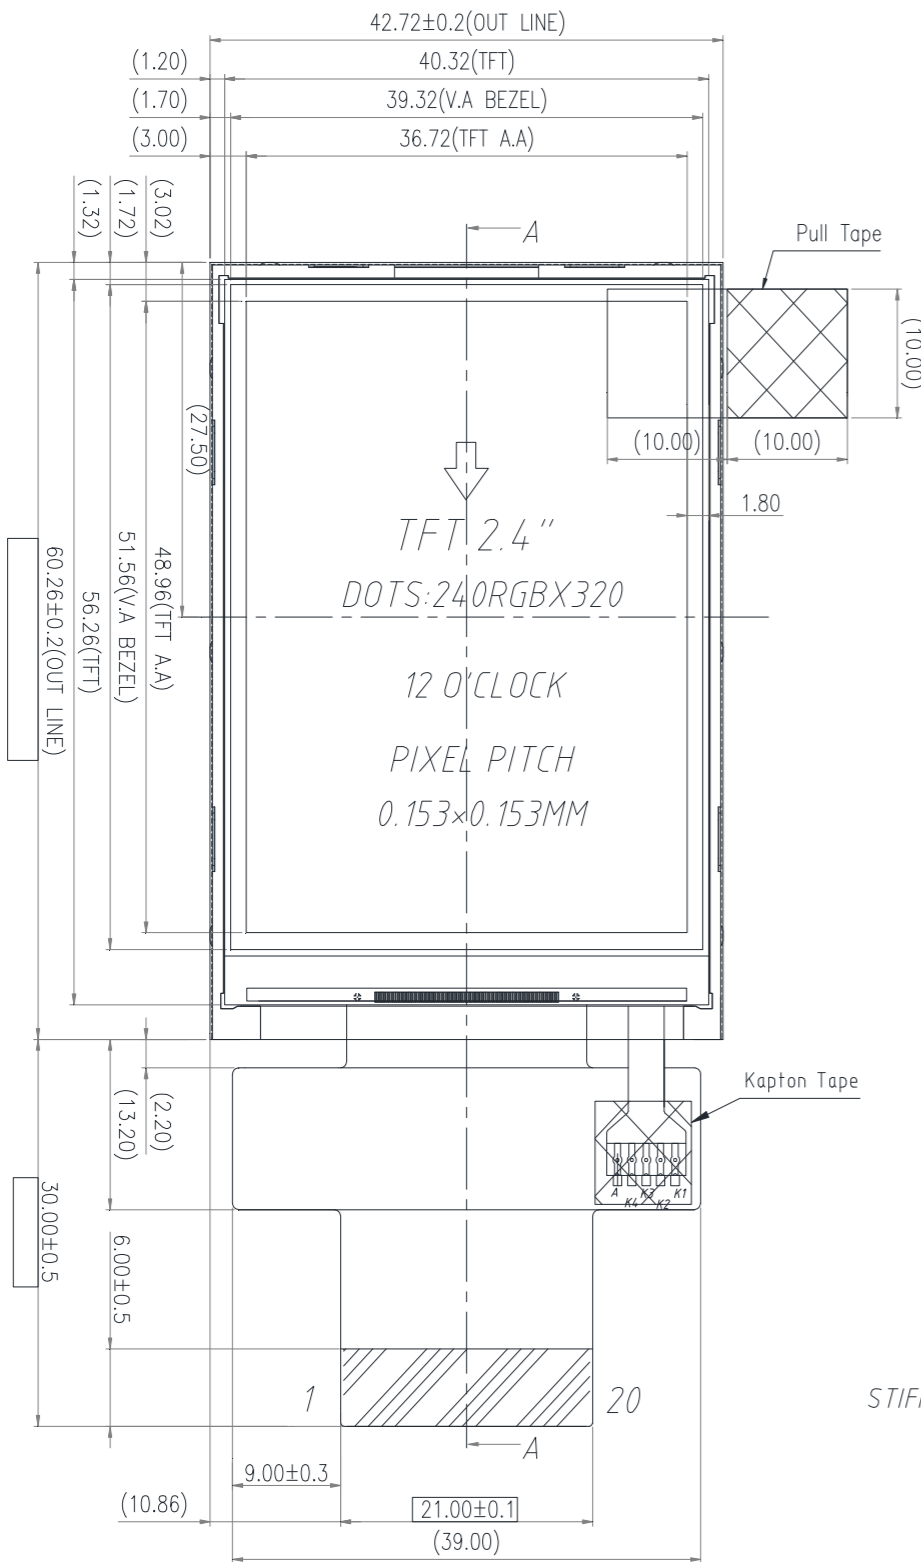 42.72±0.2(OUT LINE)
(1.20)
40.32(TFT)
(1.70)
39.32(V.A BEZEL)
(3.00)
36.72(TFT A.A)
(1.32)
(1.72)
(3.02)
A
Pull Tape
(10.00)
(27.50)
(10.00)
(10.00)
1.80
TFT 2.4"
DOTS:240RGBX320
12 O'CLOCK
PIXEL PITCH
0.153×0.153MM
60.26±0.2(OUT LINE)
56.26(TFT)
51.56(V.A BEZEL)
48.96(TFT A.A)
Kapton Tape
(13.20)
(2.20)
A
K4
K3
K2
K1
30.00±0.5
6.00±0.5
1
20
STIF
A
9.00±0.3
(10.86)
21.00±0.1
(39.00)